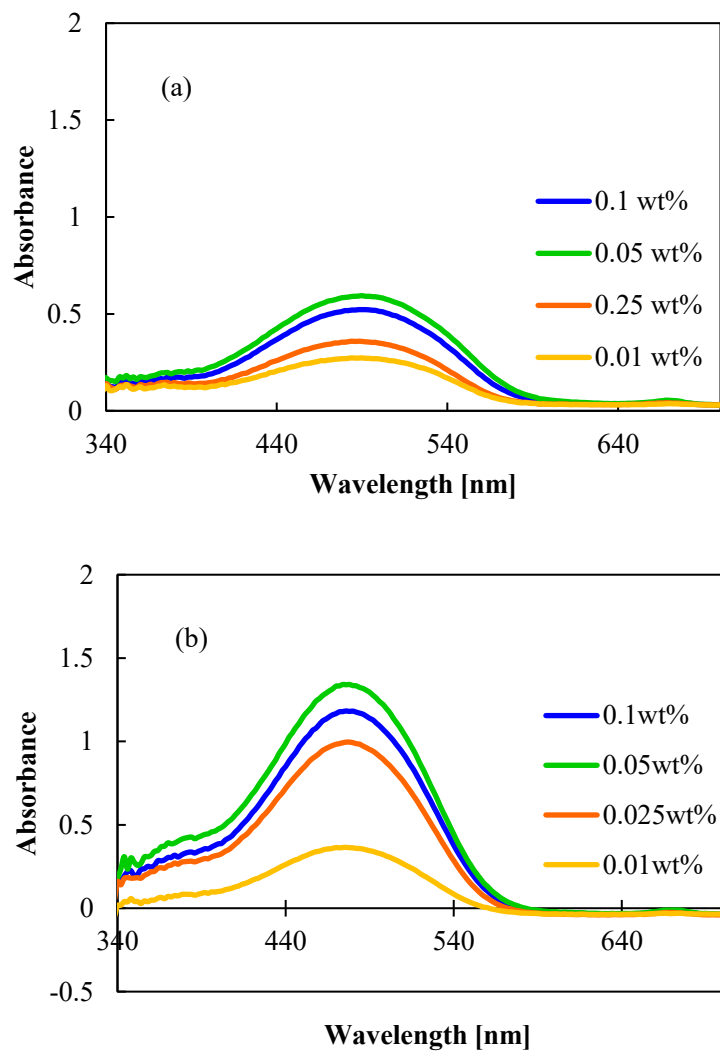 2
(a)
1.5
1
0.5
0
Absorbance
0.1 wt%
0.05 wt%
0.25 wt%
0.01 wt%
340 440 540 640
Wavelength [nm]
2
(b)
1.5
1
0.5
0
-0.5
Absorbance
0.1wt%
0.05wt%
0.025wt%
0.01wt%
340 440 540 640
Wavelength [nm]